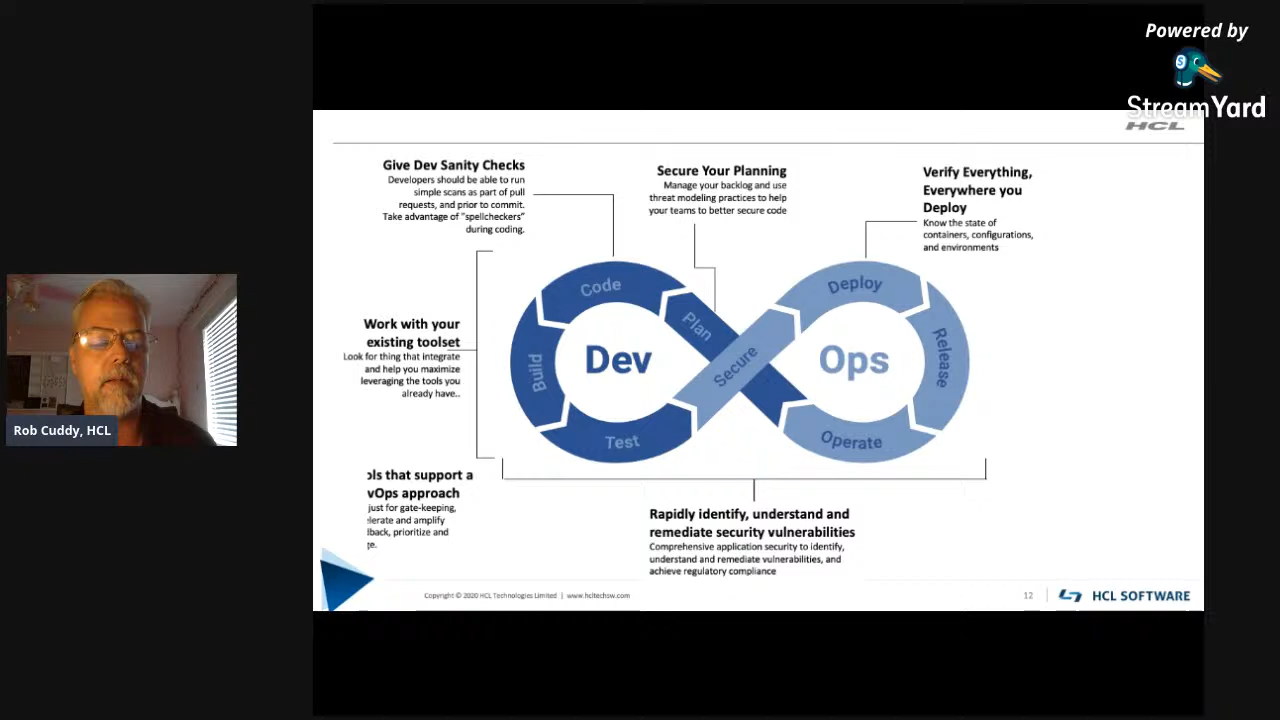 Powered by
StreamYard
HCL
Give Dev Sanity Checks
Developers should be able to run
simple scans as part of pull
requests, and prior to commit.
Take advantage of "spellcheckers"
during coding.
Secure Your Planning
Manage your backlog and use
threat modeling practices to help
your teams to better secure code
Verify Everything,
Everywhere you
Deploy
Know the state of
containers, configurations,
and environments
Work with your
existing toolset
Look for thing that integrate
and help you maximize
leveraging the tools you
already have..
Code
Plan
Build
Dev
Test
Secure
Deploy
Ops
Release
Operate
Rob Cuddy, HCL
ols that support a
vOps approach
just for gate-keeping,
lerate and amplify
lback, prioritize and
ge.
Rapidly identify, understand and
remediate security vulnerabilities
Comprehensive application security to identify,
understand and remediate vulnerabilities, and
achieve regulatory compliance
Copyright © 2020 HCL Technologies Limited | www.hcltechsw.com
12
HCL SOFTWARE